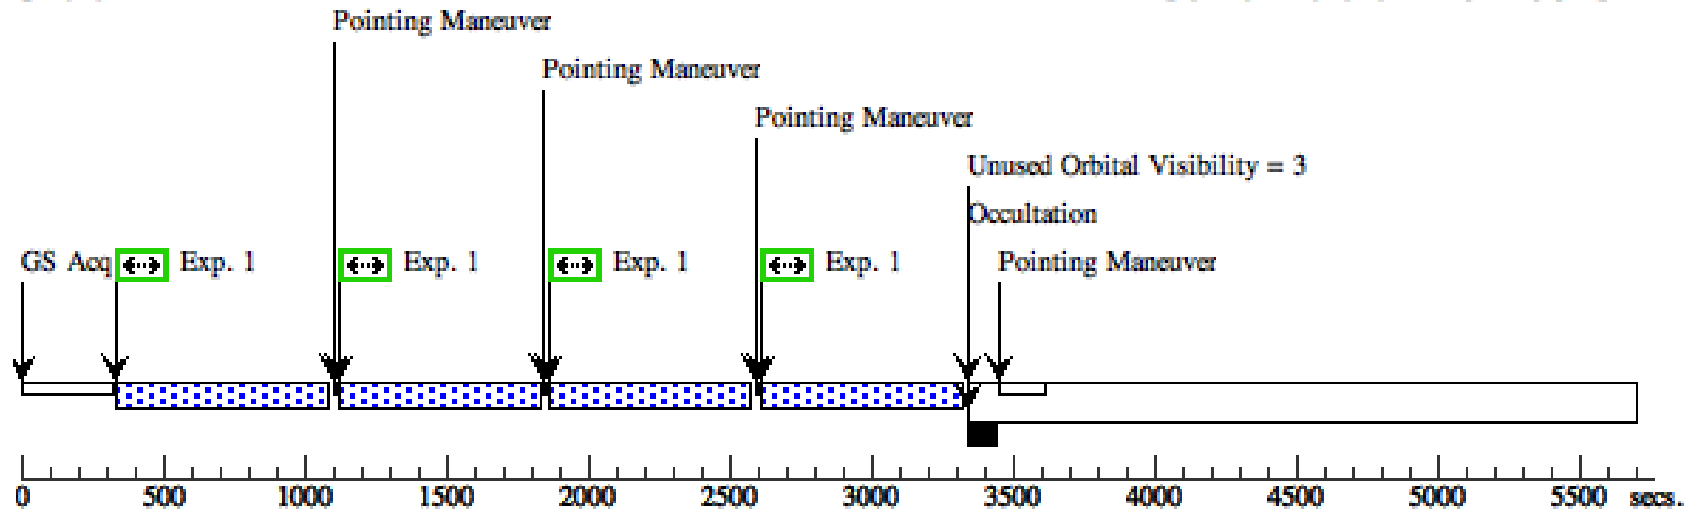 Pointing Maneuver
Pointing Maneuver
Pointing Maneuver
Unused Orbital Visibility = 3
Occultation
GS Acq Exp. 1 Exp. 1 Exp. 1 Exp. 1 Pointing Maneuver
0 500 1000 1500 2000 2500 3000 3500 4000 4500 5000 5500 secs.